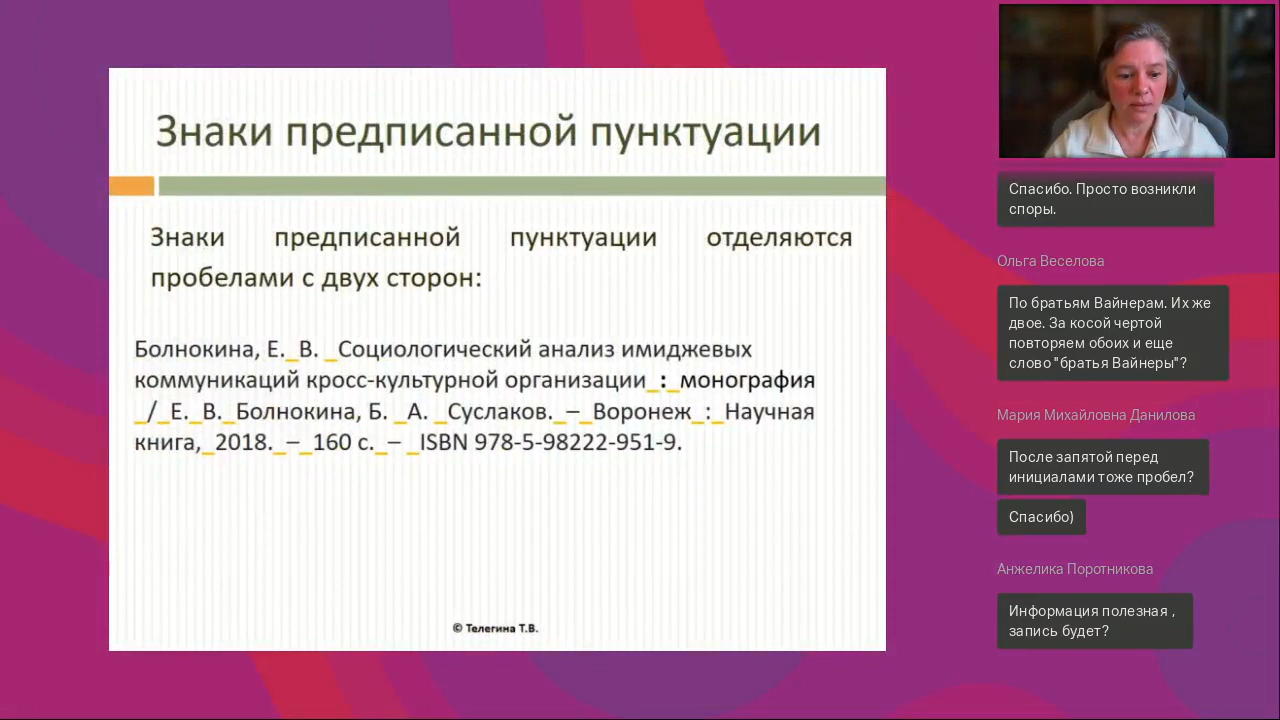 Знаки предписанной пунктуации
Знаки предписанной пунктуации отделяются
пробелами с двух сторон:
Болнокина, Е._В. _Социологический анализ имиджевых
коммуникаций кросс-культурной организации_:_монография
_/_Е._В._Болнокина, Б. _А. _Суслаков._–_Воронеж_:_Научная
книга,_2018._–_160 с._– _ISBN 978-5-98222-951-9.
© Телегина Т.В.
Спасибо. Просто возникли
споры.
Ольга Веселова
По братьям Вайнерам. Их же
двое. За косой чертой
повторяем обоих и еще
слово "братья Вайнеры"?
Мария Михайловна Данилова
После запятой перед
инициалами тоже пробел?
Спасибо)
Анжелика Поротникова
Информация полезная ,
запись будет?